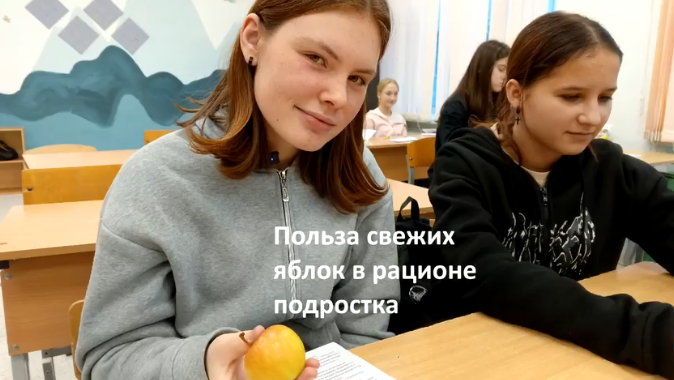 Польза свежих
яблок в рационе
подростка